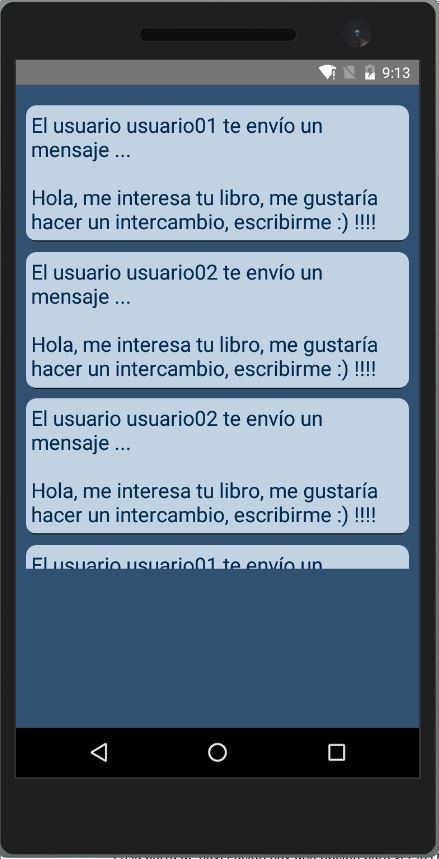 9:13
El usuario usuario01 te envío un
mensaje ...
Hola, me interesa tu libro, me gustaría
hacer un intercambio, escribirme :) !!!!
El usuario usuario02 te envío un
mensaje ...
Hola, me interesa tu libro, me gustaría
hacer un intercambio, escribirme :) !!!!
El usuario usuario02 te envío un
mensaje ...
Hola, me interesa tu libro, me gustaría
hacer un intercambio, escribirme :) !!!!
El usuario usuario01 te envío un